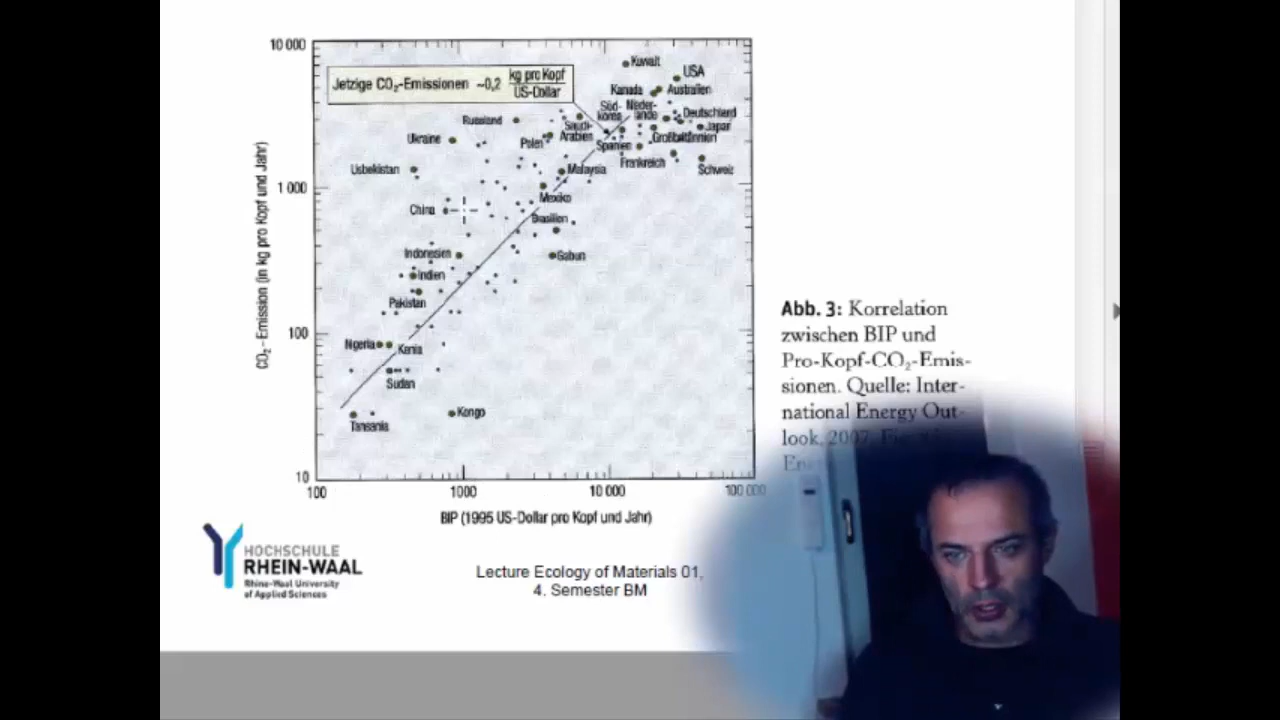 10 000
Jetzige CO₂-Emissionen ~0,2 kg pro Kopf
US-Dollar
Kuwait
USA
Kanada
Australien
Süd-
korea
Nieder-
lande
Deutschland
Japan
Großbritannien
Russland
Saudi-
Arabien
Ukraine
Polen
Spanien
Frankreich
Schweiz
Usbekistan
Malaysia
1 000
Mexiko
China
Brasilien
Indonesien
Gabun
Indien
Pakistan
100
Nigeria
Kenia
Sudan
Kongo
Tansania
10
100
1000
10 000
100 000
CO₂-Emission (in kg pro Kopf und Jahr)
BIP (1995 US-Dollar pro Kopf und Jahr)
Abb. 3: Korrelation
zwischen BIP und
Pro-Kopf-CO₂-Emis-
sionen. Quelle: Inter-
national Energy Out-
look, 2007,
HOCHSCHULE
RHEIN-WAAL
Rhine-Waal University
of Applied Sciences
Lecture Ecology of Materials 01,
4. Semester BM